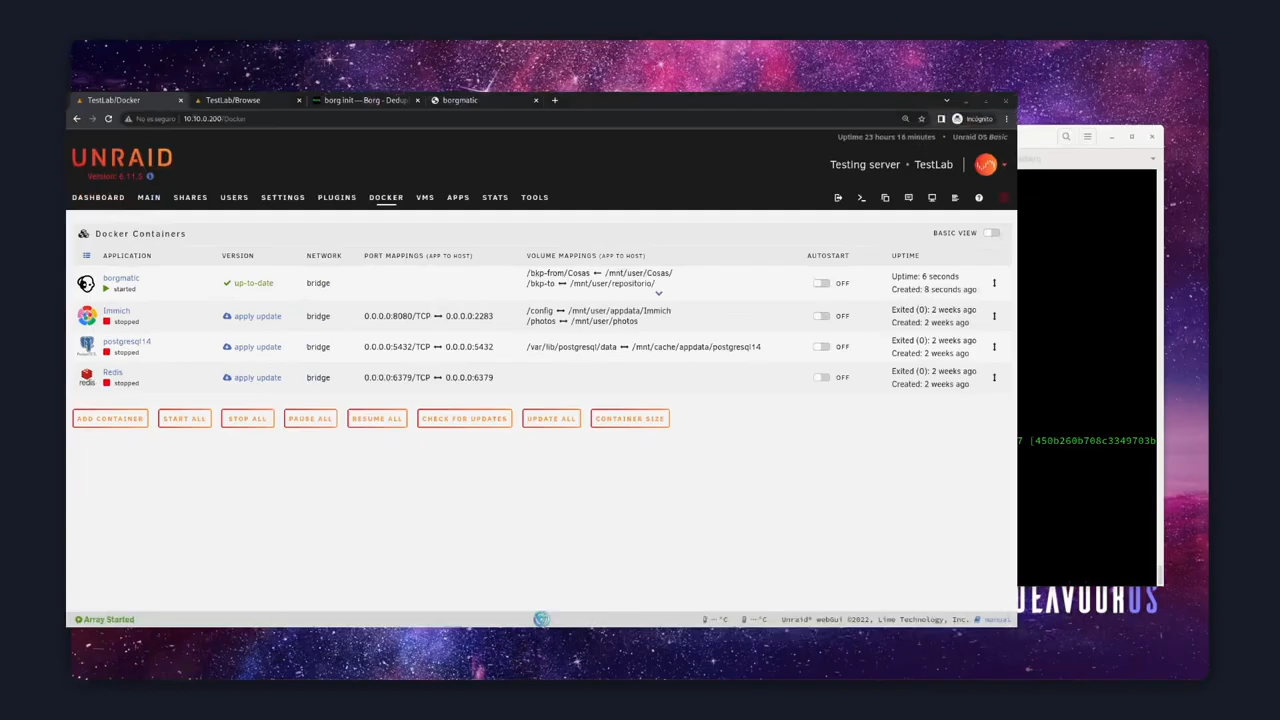 TestLab/Docker
TestLab/Browse
borg init — Borg - Dedup
borgmatic
No es seguro
10.10.0.200/Docker
Incógnito
Uptime 23 hours 16 minutes • Unraid OS Basic
UNRAID
Version: 6.11.5
Testing server • TestLab
DASHBOARD MAIN SHARES USERS SETTINGS PLUGINS DOCKER VMS APPS STATS TOOLS
Docker Containers
BASIC VIEW
APPLICATION VERSION NETWORK PORT MAPPINGS (APP TO HOST) VOLUME MAPPINGS (APP TO HOST) AUTOSTART UPTIME
borgmatic
started
up-to-date
bridge
/bkp-from/Cosas ← /mnt/user/Cosas/
/bkp-to ↔ /mnt/user/repositorio/
OFF
Uptime: 6 seconds
Created: 8 seconds ago
Immich
stopped
apply update
bridge
0.0.0.0:8080/TCP ↔ 0.0.0.0:2283
/config ↔ /mnt/user/appdata/Immich
/photos ↔ /mnt/user/photos
OFF
Exited (0): 2 weeks ago
Created: 2 weeks ago
postgresql14
stopped
apply update
bridge
0.0.0.0:5432/TCP ↔ 0.0.0.0:5432
/var/lib/postgresql/data ↔ /mnt/cache/appdata/postgresql14
OFF
Exited (0): 2 weeks ago
Created: 2 weeks ago
Redis
stopped
apply update
bridge
0.0.0.0:6379/TCP ↔ 0.0.0.0:6379
OFF
Exited (0): 2 weeks ago
Created: 2 weeks ago
ADD CONTAINER START ALL STOP ALL PAUSE ALL RESUME ALL CHECK FOR UPDATES UPDATE ALL CONTAINER SIZE
7 [450b260b708c3349703b
DEAVOUROS
Array Started
-- °C -- °C Unraid® webGui ©2022, Lime Technology, Inc. manual